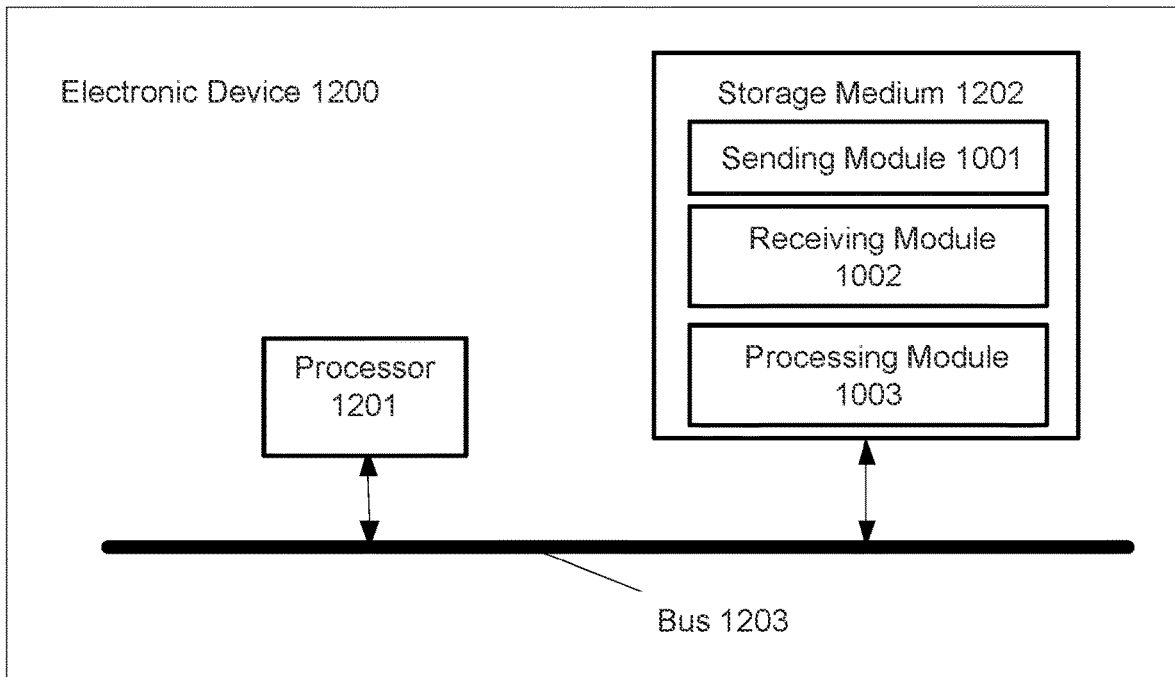 Electronic Device 1200
Storage Medium 1202
Sending Module 1001
Receiving Module
1002
Processing Module
1003
Processor
1201
Bus 1203